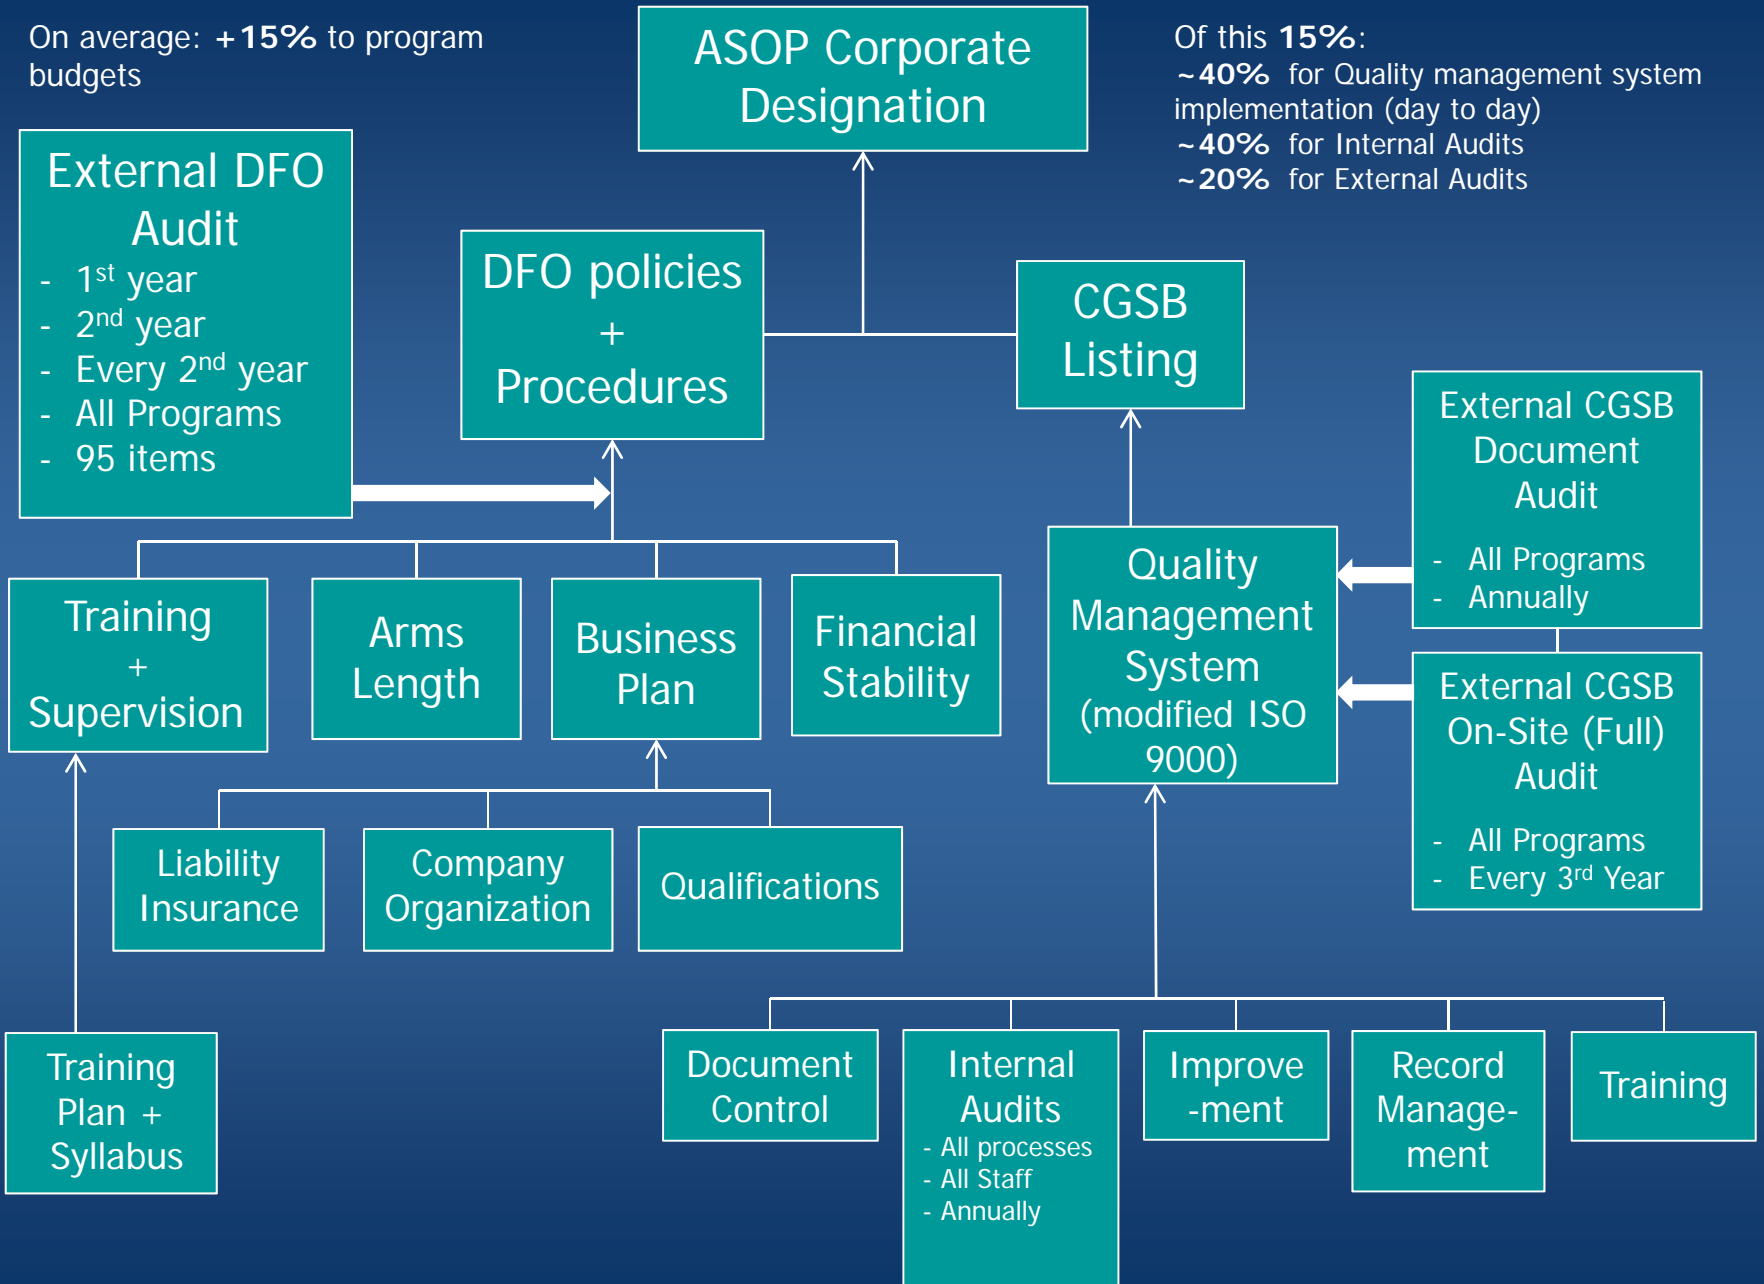 On average: +15% to program
budgets
ASOP Corporate
Designation
Of this 15%:
~40% for Quality management system
implementation (day to day)
~40% for Internal Audits
~20% for External Audits
External DFO
Audit
- 1st year
- 2nd year
- Every 2nd year
- All Programs
- 95 items
DFO policies
+
Procedures
CGSB
Listing
External CGSB
Document
Audit
- All Programs
- Annually
Quality
Management
System
(modified ISO
9000)
External CGSB
On-Site (Full)
Audit
- All Programs
- Every 3rd Year
Training
+
Supervision
Arms
Length
Business
Plan
Financial
Stability
Liability
Insurance
Company
Organization
Qualifications
Training
Plan +
Syllabus
Document
Control
Internal
Audits
- All processes
- All Staff
- Annually
Improve
-ment
Record
Manage-
ment
Training